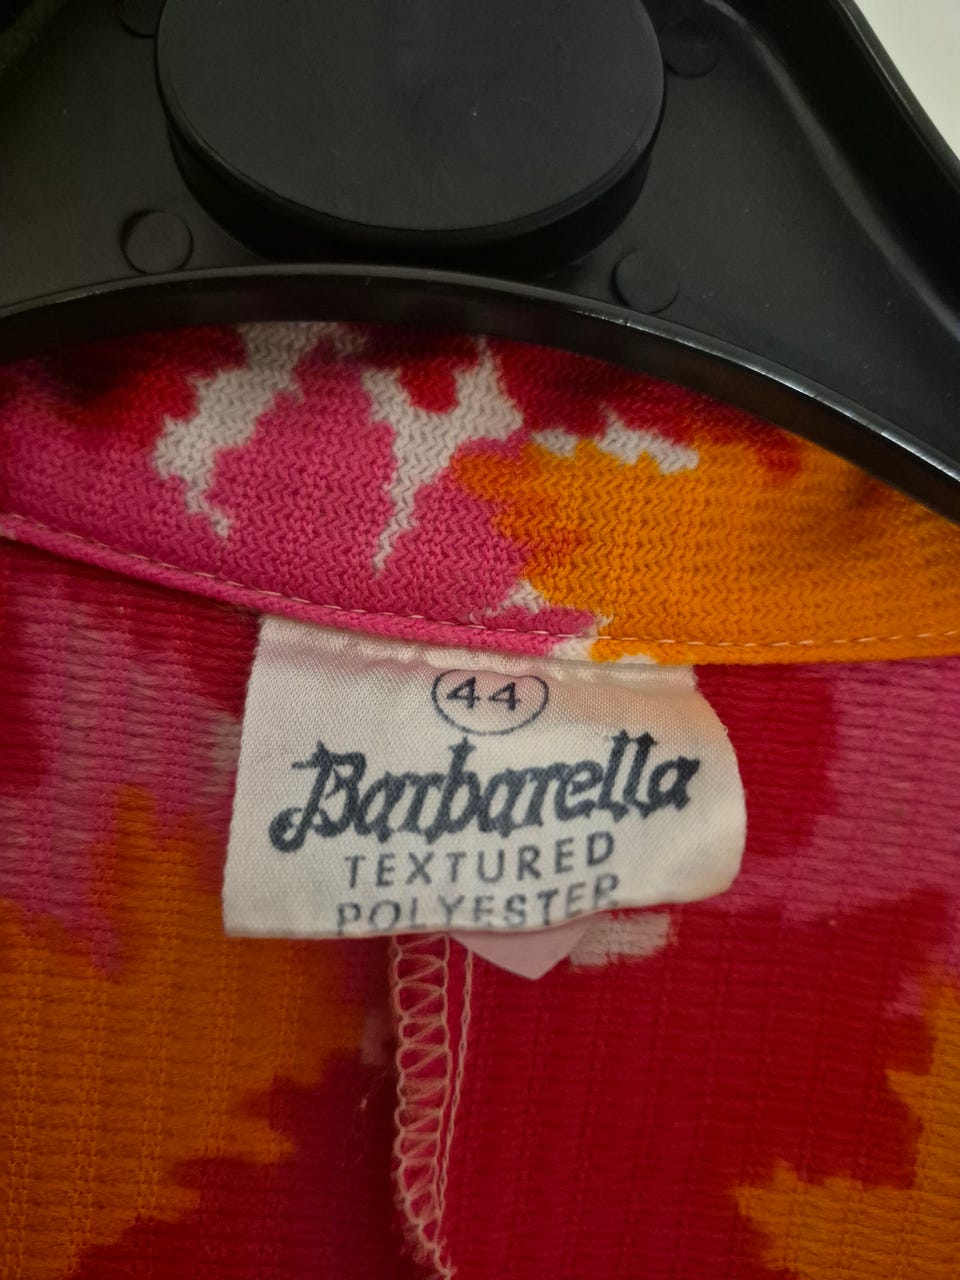 44
Barbarella
TEXTURED
POLYESTER